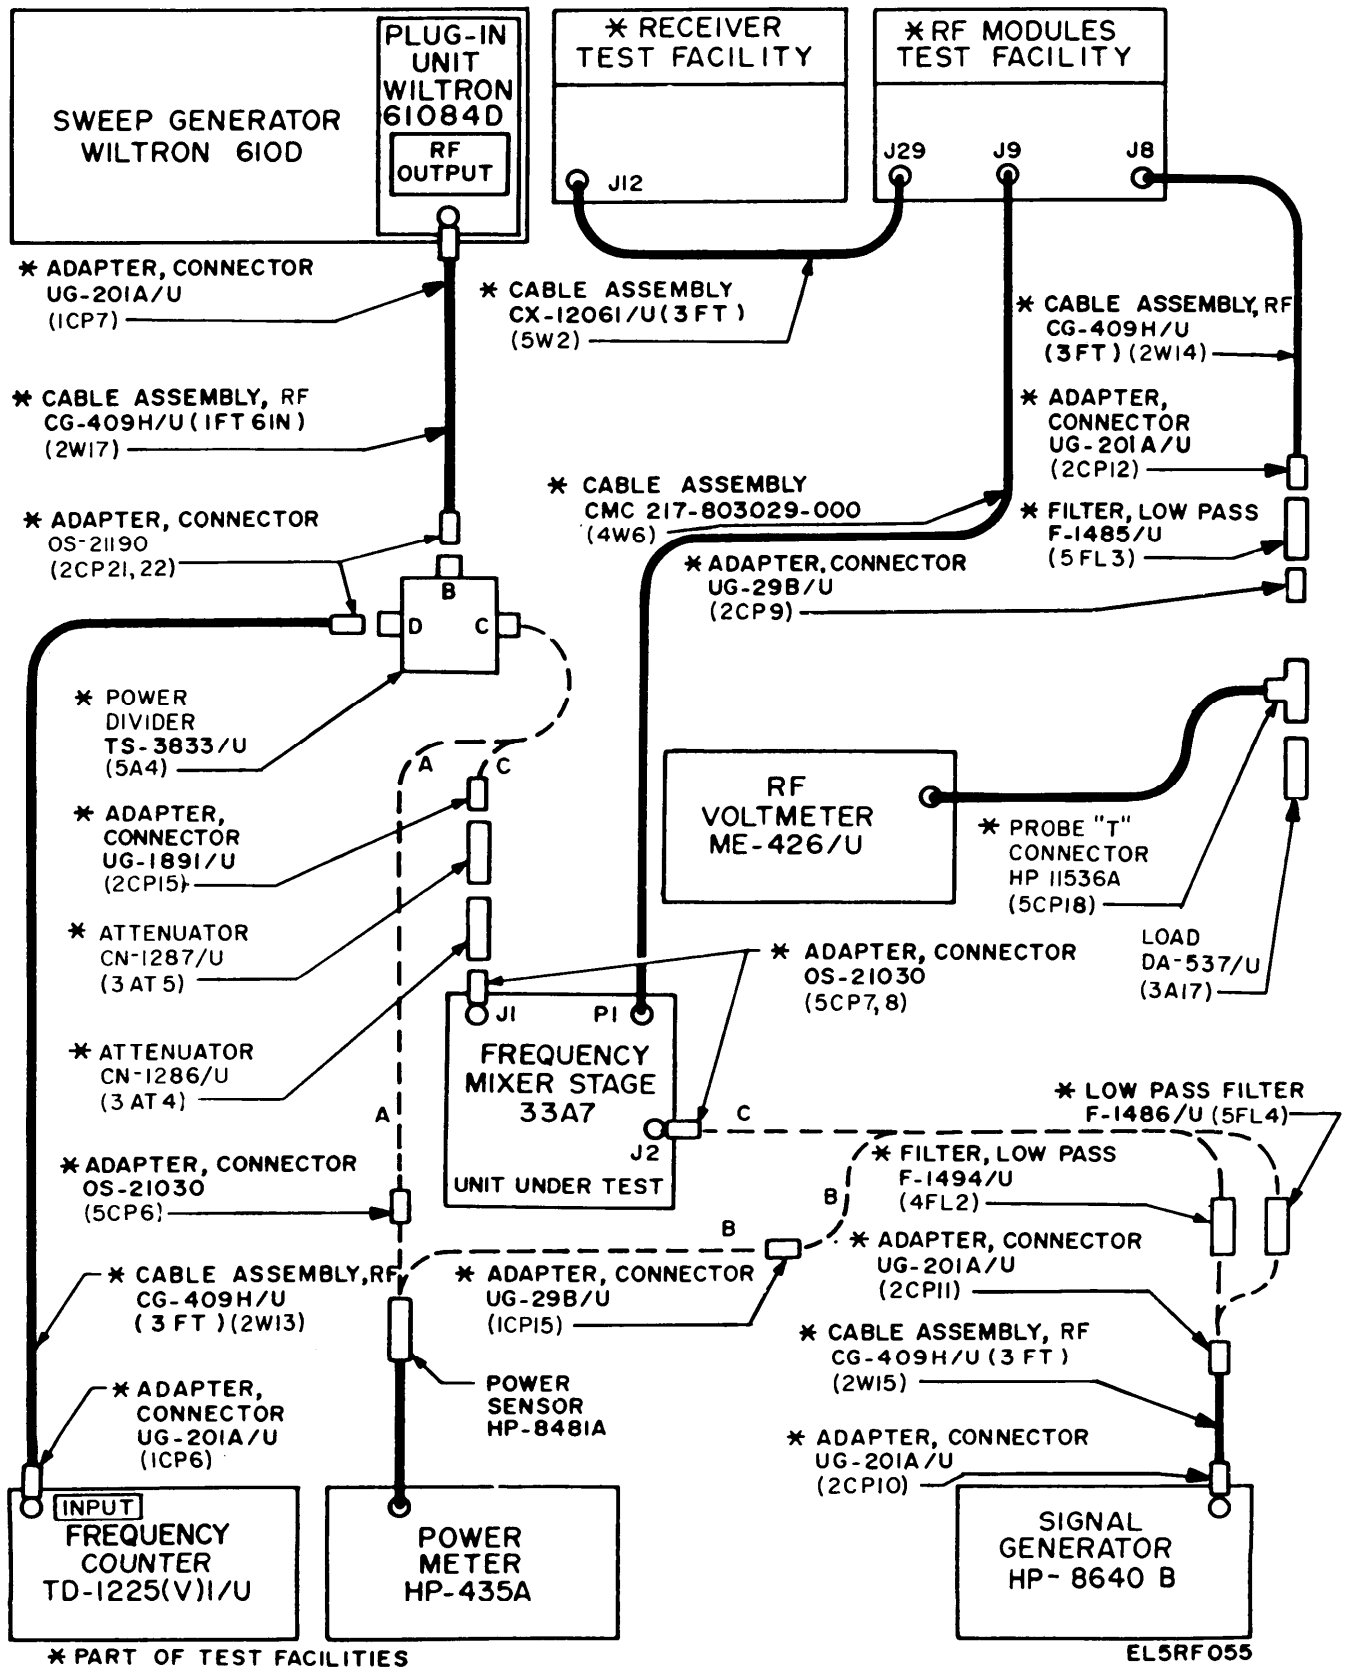 SWEEP GENERATOR
WILTRON 610D
PLUG-IN
UNIT
WILTRON
61084D
RF
OUTPUT
* RECEIVER
TEST FACILITY
J12
* RF MODULES
TEST FACILITY
J29
J9
J8
* ADAPTER, CONNECTOR
UG-201A/U
(1CP7)
* CABLE ASSEMBLY
CX-12061/U(3FT)
(5W2)
* CABLE ASSEMBLY, RF
CG-409H/U
(3FT)(2W14)
* CABLE ASSEMBLY, RF
CG-409H/U(1FT 6IN)
(2W17)
* ADAPTER,
CONNECTOR
UG-201A/U
(2CP12)
* CABLE ASSEMBLY
CMC 217-803029-000
(4W6)
* FILTER, LOW PASS
F-1485/U
(5FL3)
* ADAPTER, CONNECTOR
OS-21190
(2CP21,22)
* ADAPTER, CONNECTOR
UG-29B/U
(2CP9)
B
D
C
* POWER
DIVIDER
TS-3833/U
(5A4)
A
C
* ADAPTER,
CONNECTOR
UG-1891/U
(2CP15)
RF
VOLTMETER
ME-426/U
* PROBE "T"
CONNECTOR
HP 11536A
(5CP18)
* ATTENUATOR
CN-1287/U
(3AT5)
* ADAPTER, CONNECTOR
OS-21030
(5CP7,8)
LOAD
DA-537/U
(3A17)
* ATTENUATOR
CN-1286/U
(3AT4)
J1
P1
FREQUENCY
MIXER STAGE
33A7
J2
UNIT UNDER TEST
A
C
* LOW PASS FILTER
F-1486/U(5FL4)
* ADAPTER, CONNECTOR
OS-21030
(5CP6)
* FILTER, LOW PASS
F-1494/U
(4FL2)
B
B
* ADAPTER, CONNECTOR
UG-201A/U
(2CP11)
* CABLE ASSEMBLY, RF
CG-409H/U
(3FT)(2W13)
* ADAPTER, CONNECTOR
UG-29B/U
(1CP15)
* CABLE ASSEMBLY, RF
CG-409H/U(3FT)
(2W15)
* ADAPTER,
CONNECTOR
UG-201A/U
(1CP6)
POWER
SENSOR
HP-8481A
* ADAPTER, CONNECTOR
UG-201A/U
(2CP10)
INPUT
FREQUENCY
COUNTER
TD-1225(V)1/U
POWER
METER
HP-435A
SIGNAL
GENERATOR
HP-8640 B
* PART OF TEST FACILITIES
EL5RF055